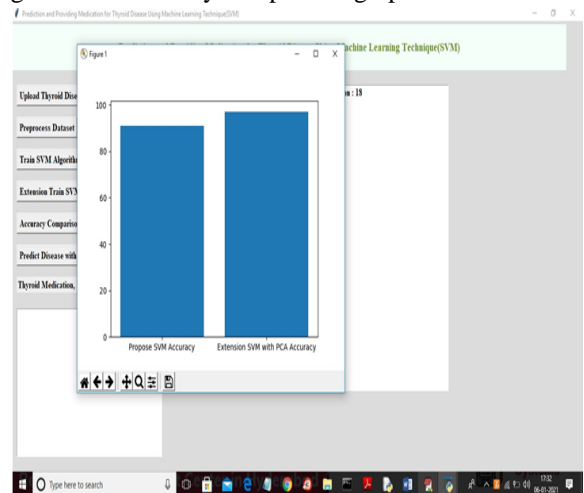 Prediction and Providing Medication for Thyroid Disease Using Machine Learning Technique(SVM)
Machine Learning Technique(SVM)
Figure 1
Upload Thyroid Dise
Preprocess Dataset
Train SVM Algorith
Extension Train SV
Accuracy Compariso
Predict Disease with
Thyroid Medication,
: 18
100
80
60
40
20
0
Propose SVM Accuracy
Extension SVM with PCA Accuracy
Type here to search
17:32
06-01-2021